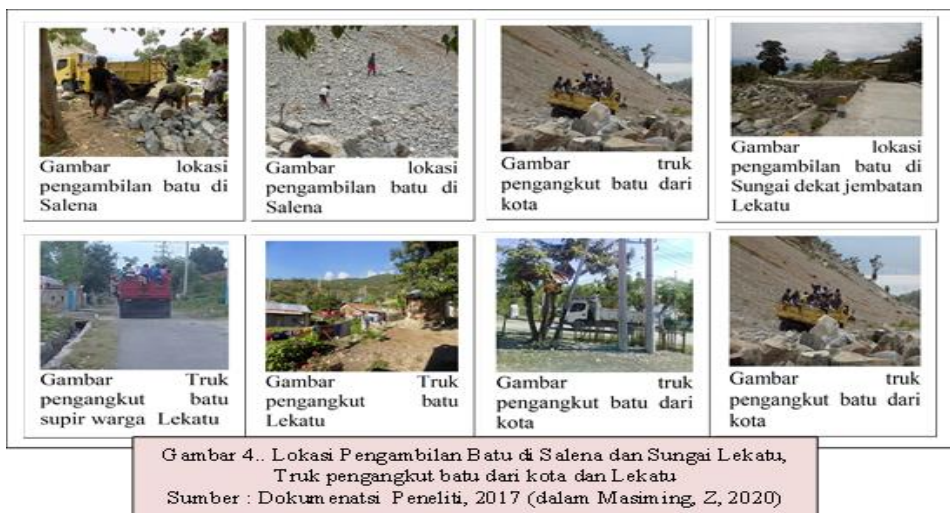 Gambar lokasi
pengambilan batu di
Salena
Gambar lokasi
pengambilan batu di
Salena
Gambar truk
pengangkut batu dari
kota
Gambar lokasi
pengambilan batu di
Sungai dekat jembatan
Lekatu
Gambar Truk
pengangkut batu
supir warga Lekatu
Gambar Truk
pengangkut batu
Lekatu
Gambar truk
pengangkut batu dari
kota
Gambar truk
pengangkut batu dari
kota
Gambar 4.. Lokasi Pengambilan Batu di Salena dan Sungai Lekatu,
Truk pengangkut batu dari kota dan Lekatu
Sumber : Dokumenatsi Peneliti, 2017 (dalam Masiming, Z, 2020)